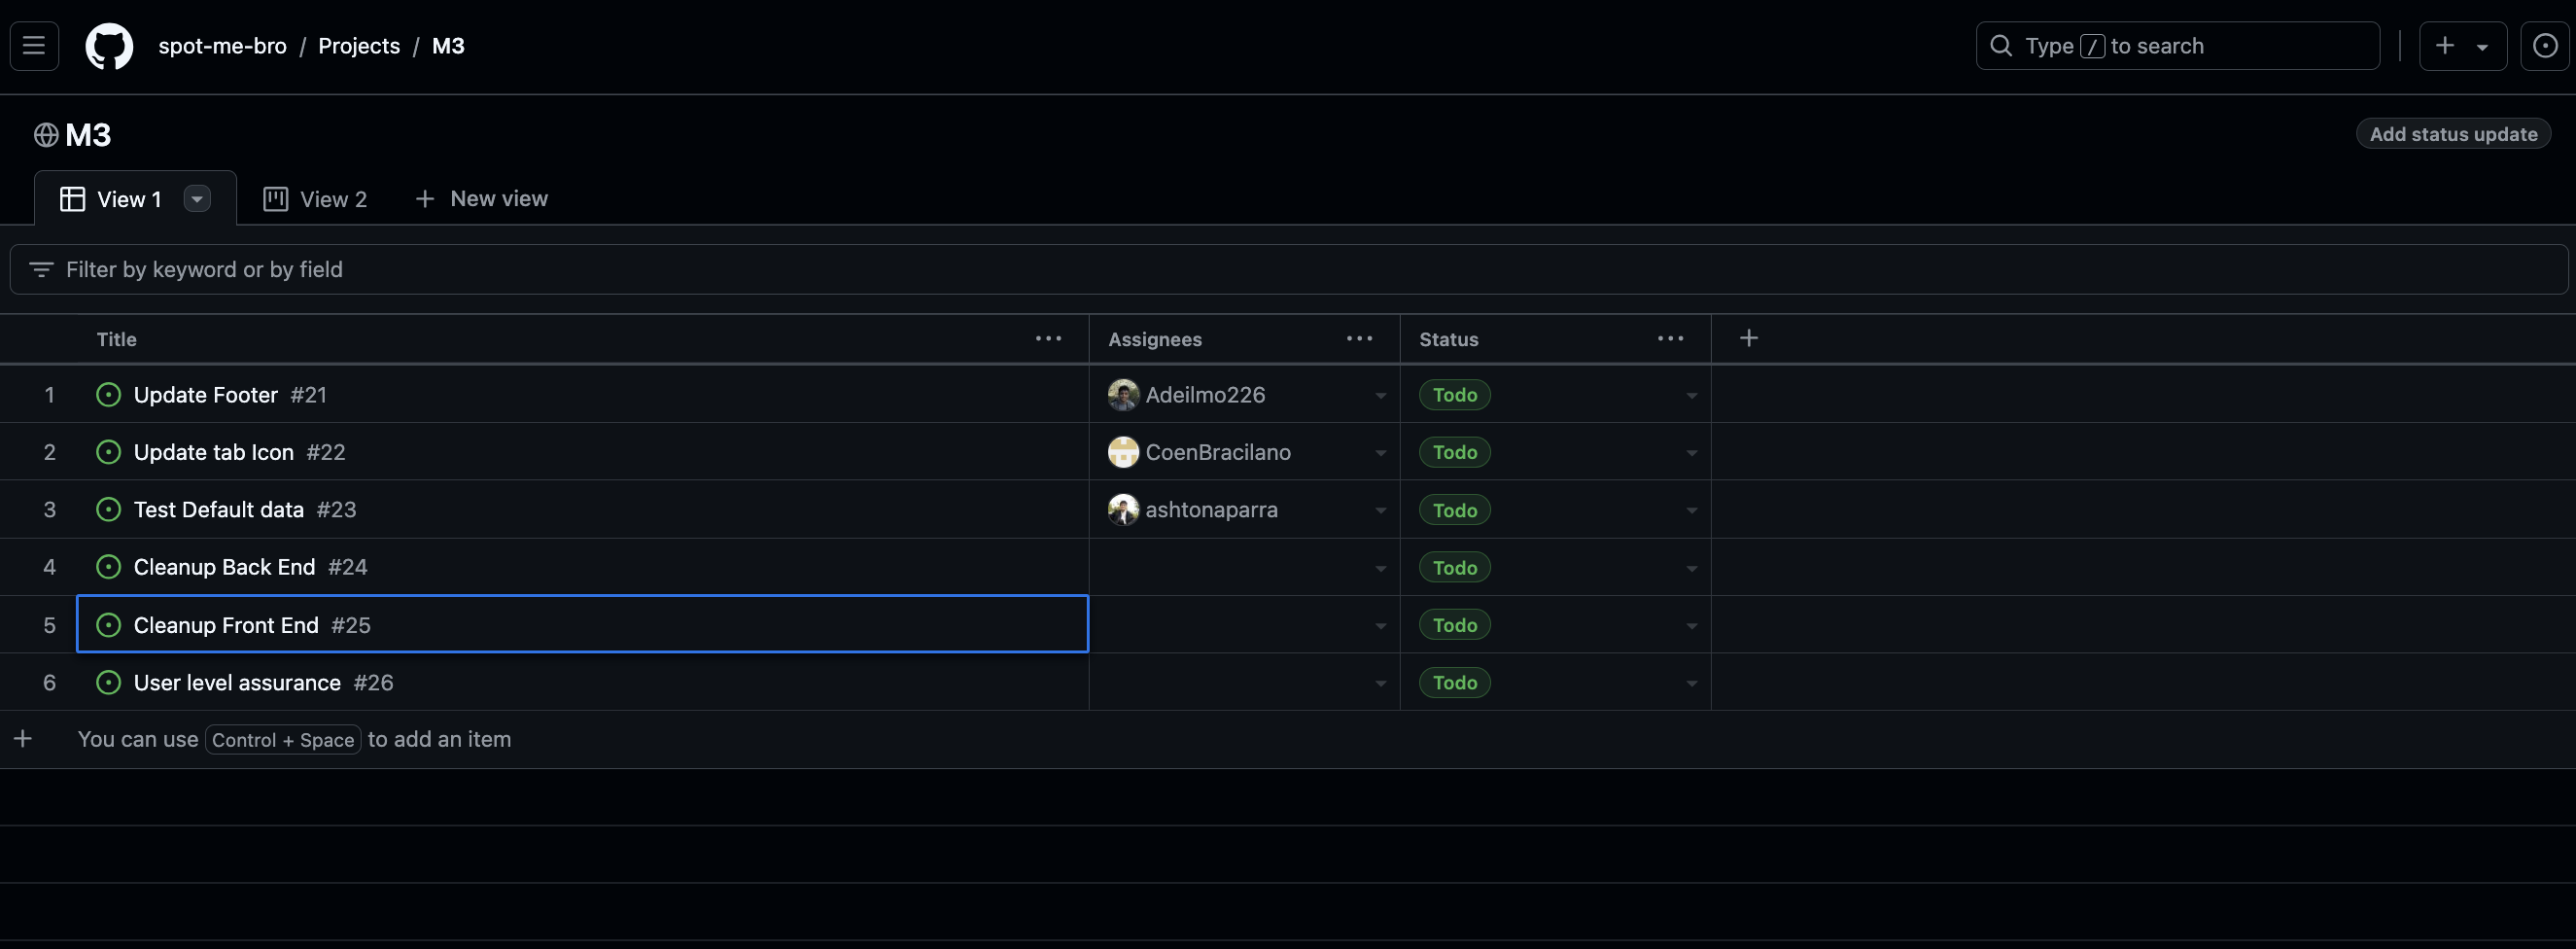 spot-me-bro / Projects / M3
Type / to search
M3
Add status update
View 1
View 2
New view
Filter by keyword or by field
Title
Assignees
Status
1 Update Footer #21 Adeilmo226 Todo
2 Update tab Icon #22 CoenBracilano Todo
3 Test Default data #23 ashtonaparra Todo
4 Cleanup Back End #24 Todo
5 Cleanup Front End #25 Todo
6 User level assurance #26 Todo
You can use Control + Space to add an item